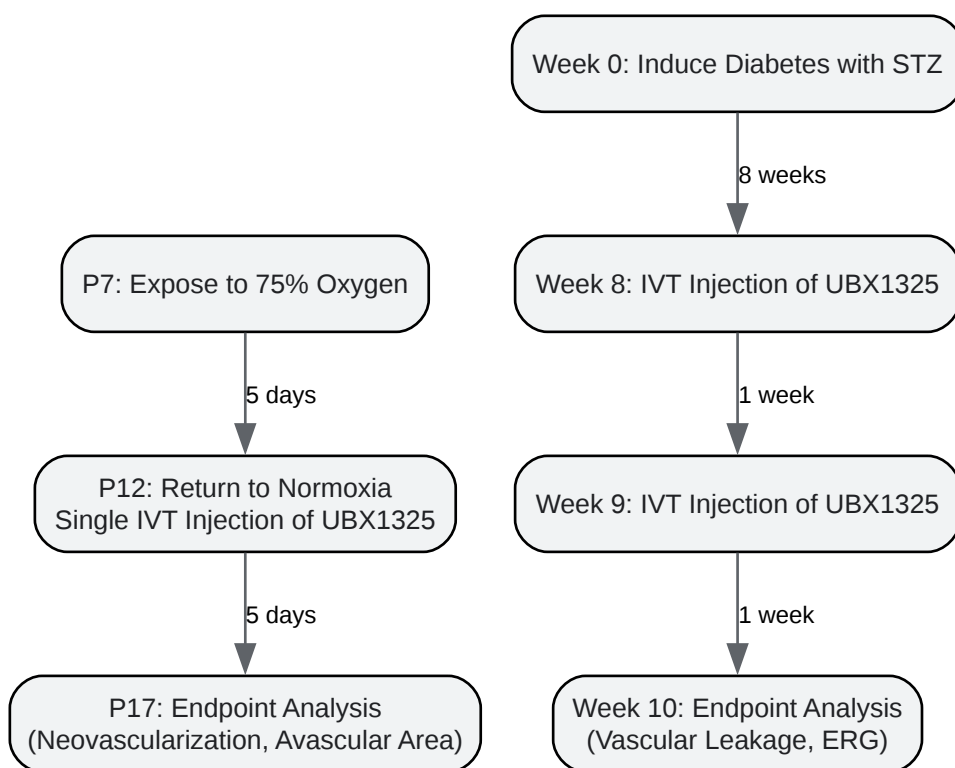 P7: Expose to 75% Oxygen
5 days
P12: Return to Normoxia
Single IVT Injection of UBX1325
5 days
P17: Endpoint Analysis
(Neovascularization, Avascular Area)
Week 0: Induce Diabetes with STZ
8 weeks
Week 8: IVT Injection of UBX1325
1 week
Week 9: IVT Injection of UBX1325
1 week
Week 10: Endpoint Analysis
(Vascular Leakage, ERG)